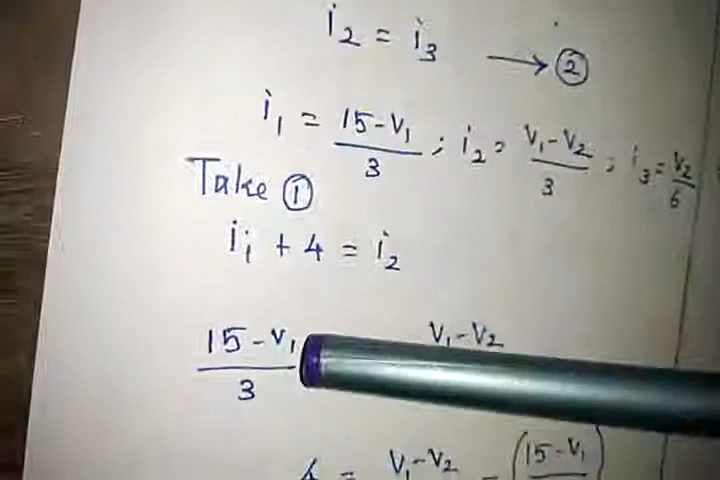 i₂ = i₃ → ②
i₁ = (15-V₁)/3 ; i₂ = (V₁-V₂)/3 ; i₃ = V₂/6
Take ①
i₁ + 4 = i₂
(15-V₁)/3 V₁-V₂
4 = V₁-V₂ - (15-V₁)